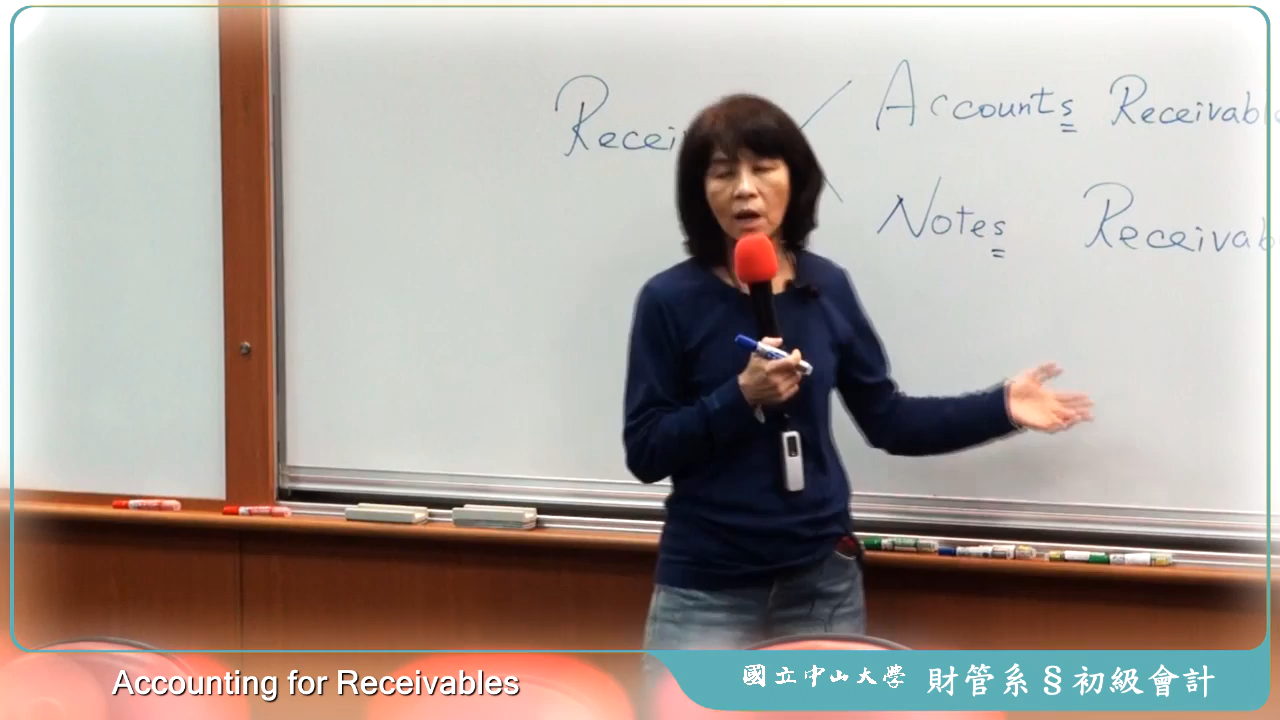 Accounts Receivabl
Recei
Notes Receivab
Accounting for Receivables
國立中山大學 財管系§初級會計